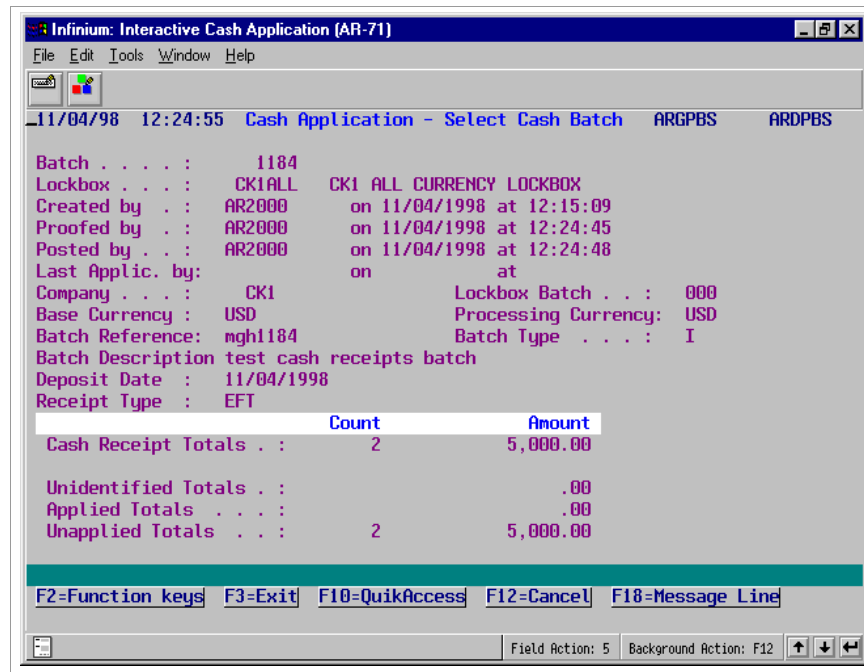 Infinium: Interactive Cash Application (AR-71)
File Edit Tools Window Help
11/04/98 12:24:55 Cash Application - Select Cash Batch ARGPBS ARDPBS
Batch . . . . : 1184
Lockbox . . . : CK1ALL CK1 ALL CURRENCY LOCKBOX
Created by . : AR2000 on 11/04/1998 at 12:15:09
Proofed by . : AR2000 on 11/04/1998 at 12:24:45
Posted by . . : AR2000 on 11/04/1998 at 12:24:48
Last Applic. by: on at
Company . . . : CK1 Lockbox Batch . . : 000
Base Currency : USD Processing Currency: USD
Batch Reference: mgh1184 Batch Type . . . : I
Batch Description test cash receipts batch
Deposit Date : 11/04/1998
Receipt Type : EFT
Count Amount
Cash Receipt Totals . : 2 5,000.00
Unidentified Totals . : .00
Applied Totals . . . : .00
Unapplied Totals . . : 2 5,000.00
F2=Function keys F3=Exit F10=QuikAccess F12=Cancel F18=Message Line
Field Action: 5 Background Action: F12